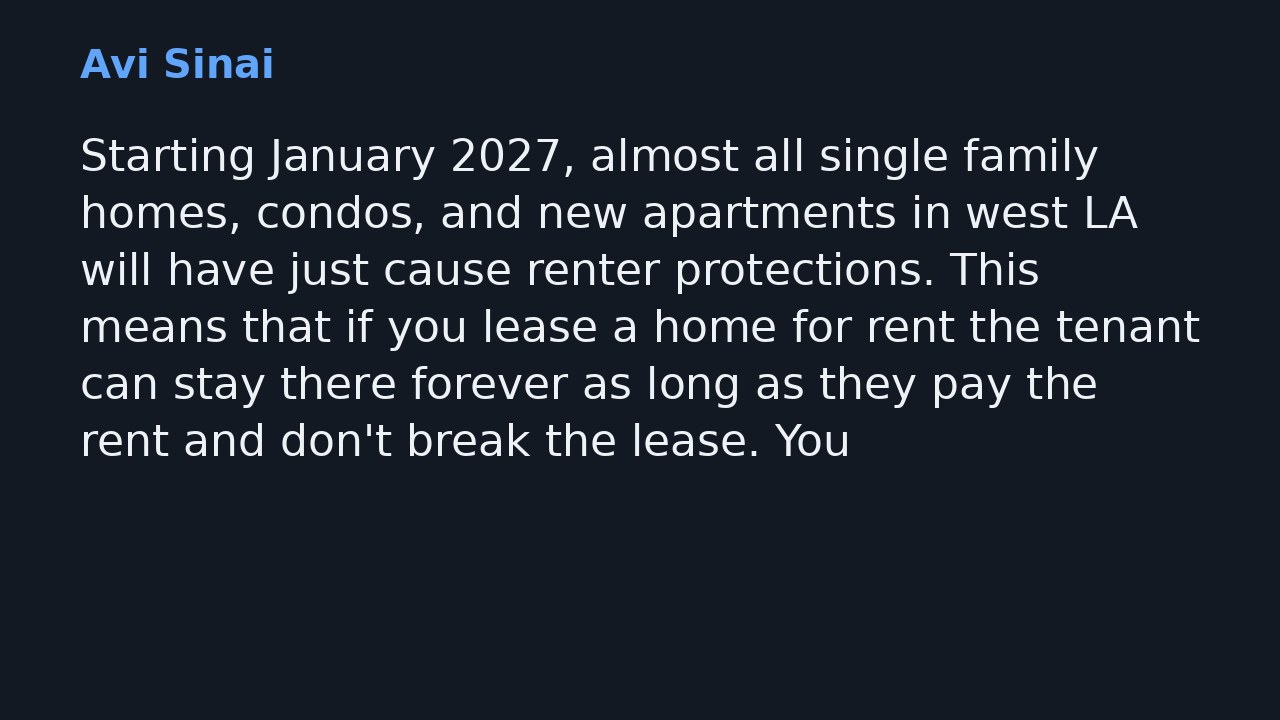 Avi Sinai
Starting January 2027, almost all single family
homes, condos, and new apartments in west LA
will have just cause renter protections. This
means that if you lease a home for rent the tenant
can stay there forever as long as they pay the
rent and don't break the lease. You